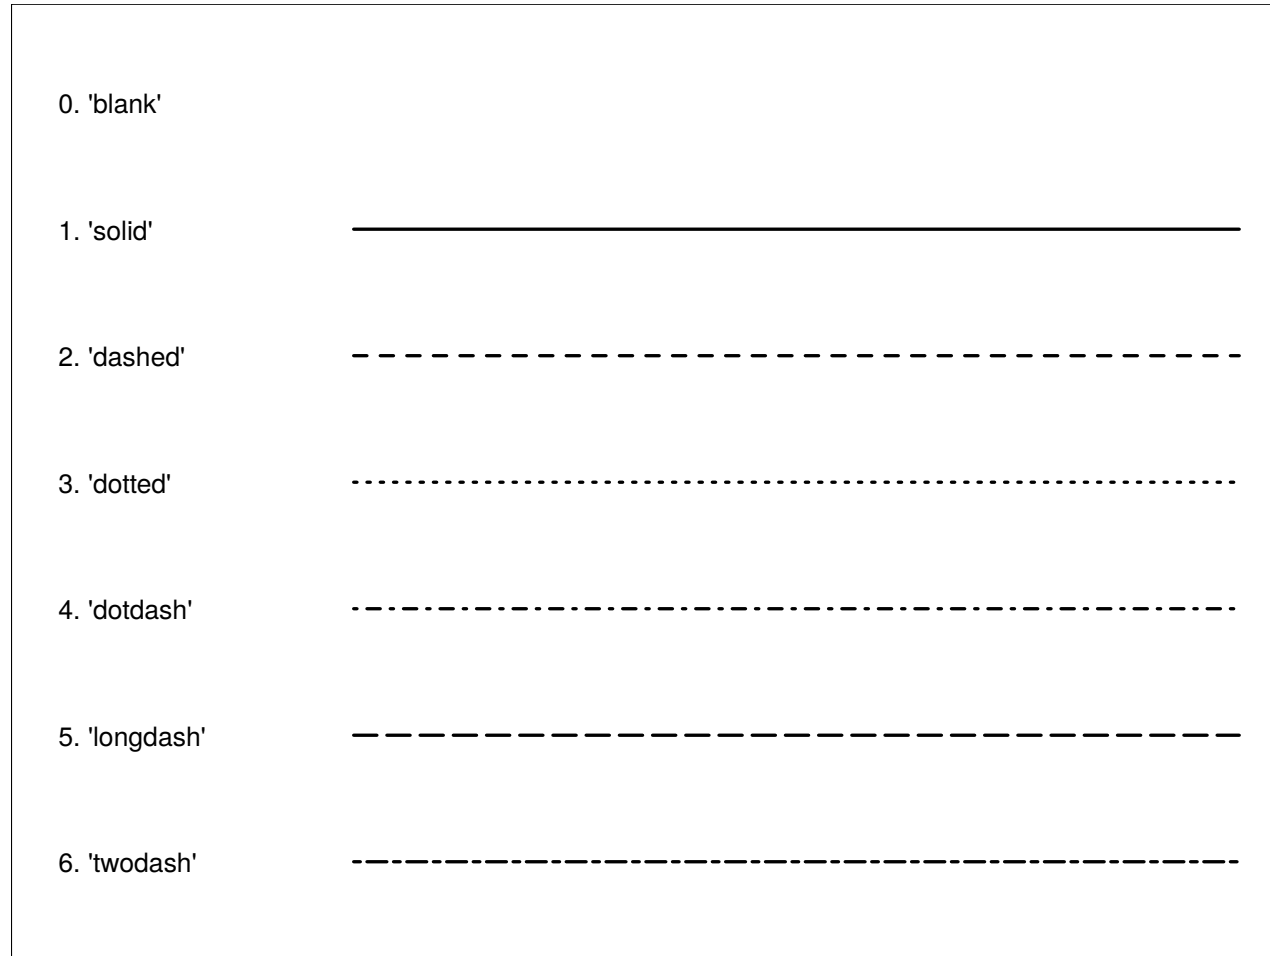 0. 'blank'
1. 'solid'
2. 'dashed'
3. 'dotted'
4. 'dotdash'
5. 'longdash'
6. 'twodash'